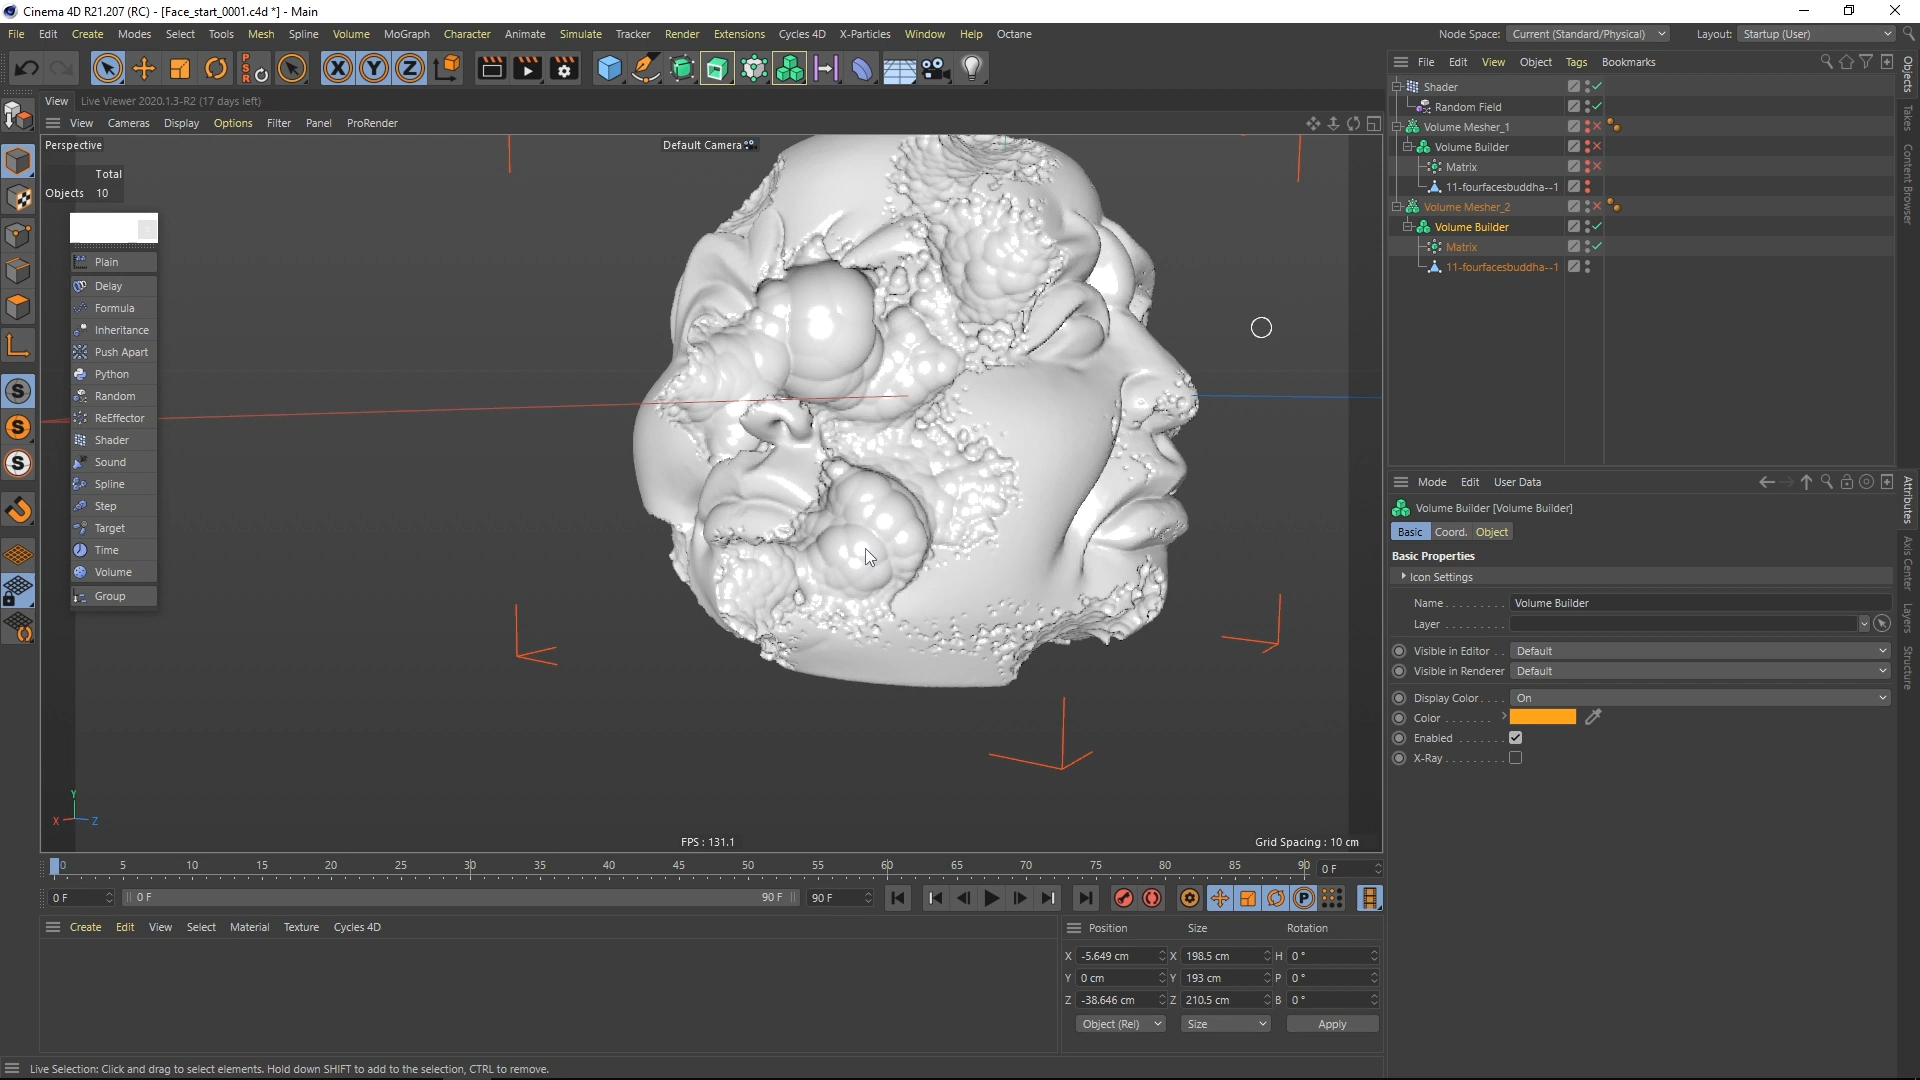 Cinema 4D R21.207 (RC) - [Face_start_0001.c4d *] - Main
File Edit Create Modes Select Tools Mesh Spline Volume MoGraph Character Animate Simulate Tracker Render Extensions Cycles 4D X-Particles Window Help Octane
Node Space: Current (Standard/Physical) Layout: Startup (User)
PSR X Y Z
File Edit View Object Tags Bookmarks
View Live Viewer 2020.1.3-R2 (17 days left)
View Cameras Display Options Filter Panel ProRender
Perspective
Default Camera
Total
Objects 10
Plain
Delay
Formula
Inheritance
Push Apart
Python
Random
ReEffector
Shader
Sound
Spline
Step
Target
Time
Volume
Group
Y
X Z
FPS : 131.1
Grid Spacing : 10 cm
Shader
Random Field
Volume Mesher_1
Volume Builder
Matrix
11-fourfacesbuddha--1
Volume Mesher_2
Volume Builder
Matrix
11-fourfacesbuddha--1
Objects
Takes
Content Browser
Mode Edit User Data
Volume Builder [Volume Builder]
Basic Coord. Object
Basic Properties
Icon Settings
Name . . . . . . . . . Volume Builder
Layer . . . . . . . . .
Visible in Editor . . Default
Visible in Renderer Default
Display Color . . . . On
Color . . . . . . .
Enabled . . . . . . .
X-Ray . . . . . . . . .
Attributes
Axis Center
Layers
Structure
0 5 10 15 20 25 30 35 40 45 50 55 60 65 70 75 80 85 90 0 F
0 F 0 F 90 F 90 F
Create Edit View Select Material Texture Cycles 4D
Position Size Rotation
X -5.649 cm X 198.5 cm H 0 °
Y 0 cm Y 193 cm P 0 °
Z -38.646 cm Z 210.5 cm B 0 °
Object (Rel) Size Apply
Live Selection: Click and drag to select elements. Hold down SHIFT to add to the selection, CTRL to remove.